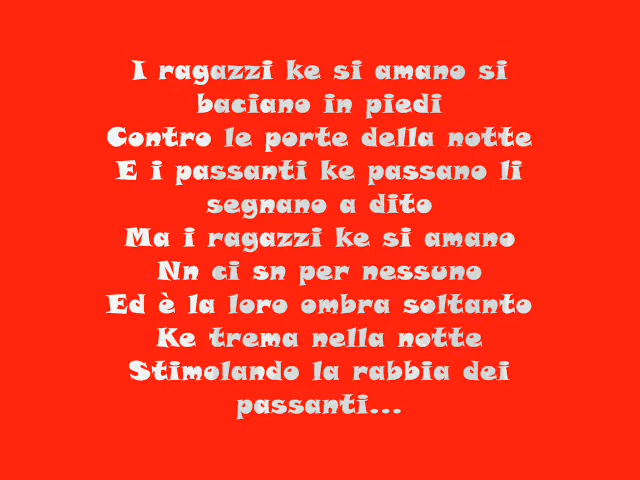 I ragazzi ke si amano si
baciano in piedi
Contro le porte della notte
E i passanti ke passano li
segnano a dito
Ma i ragazzi ke si amano
Nn ci sn per nessuno
Ed è la loro ombra soltanto
Ke trema nella notte
Stimolando la rabbia dei
passanti...